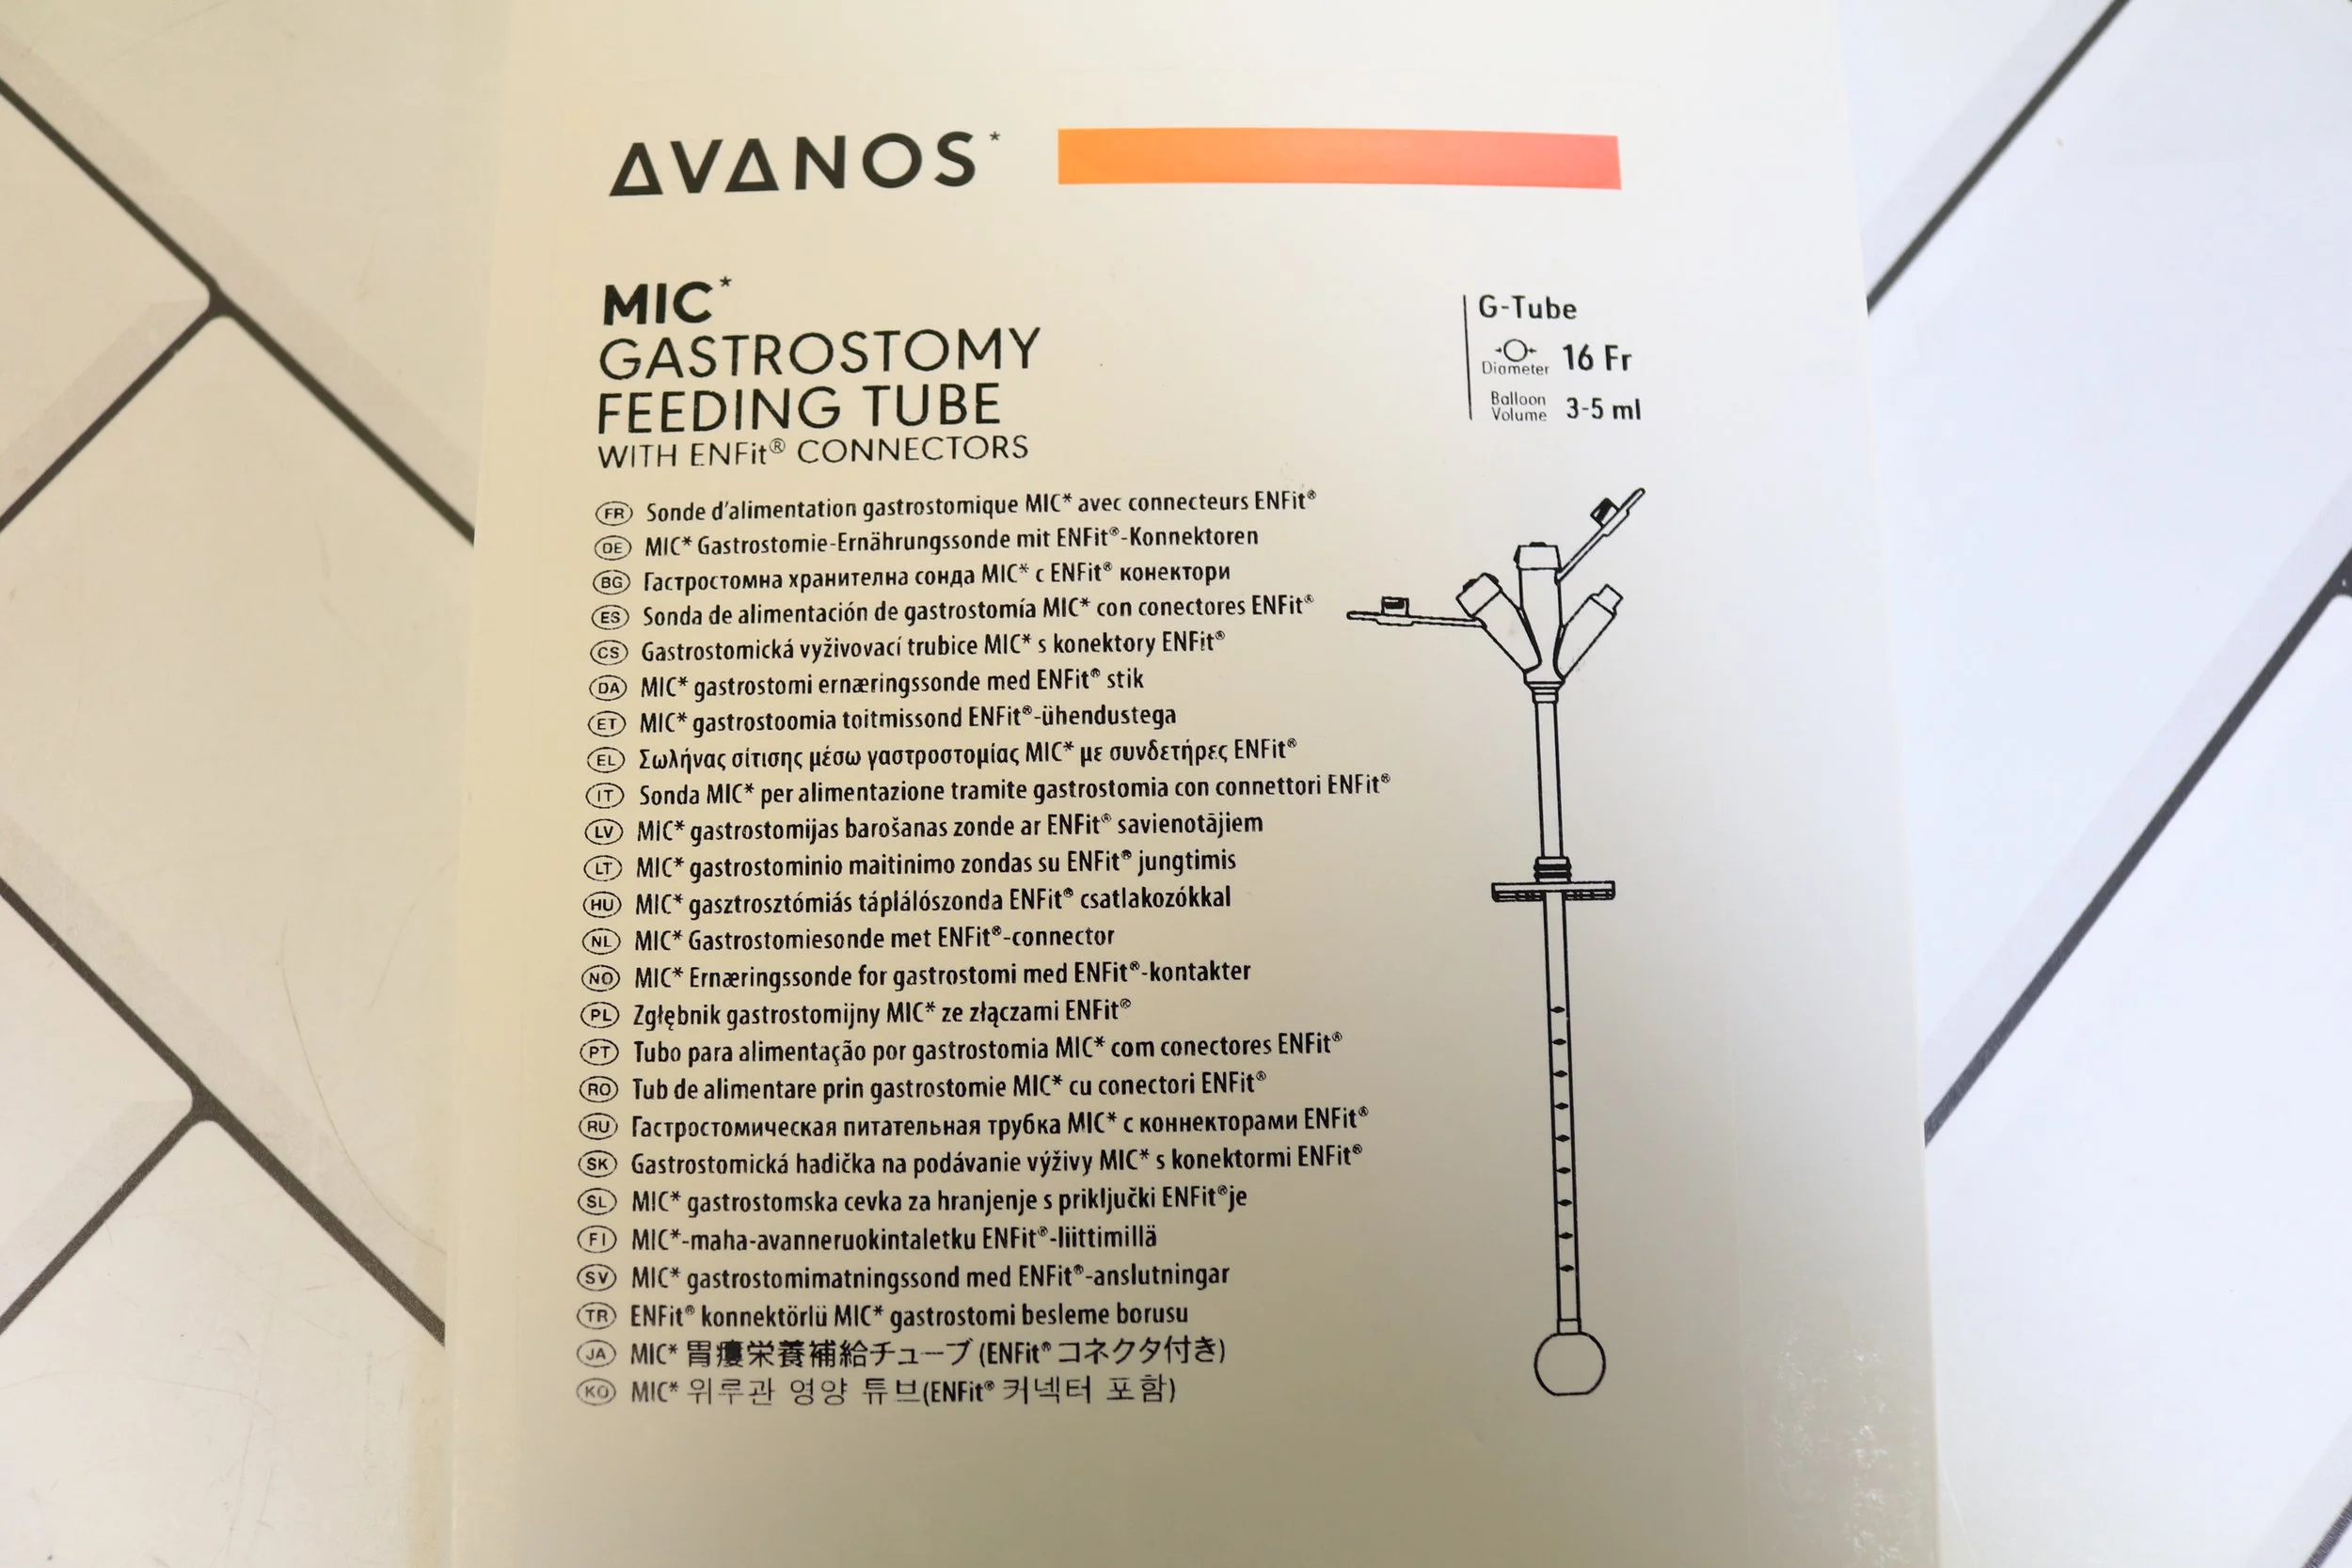 AVANOS*
MIC*
GASTROSTOMY
FEEDING TUBE
WITH ENFit® CONNECTORS
G-Tube
Diameter 16 Fr
Balloon Volume 3-5 ml
FR Sonde d'alimentation gastrostomique MIC* avec connecteurs ENFit®
DE MIC* Gastrostomie-Ernährungssonde mit ENFit®-Konnektoren
BG Гастростомна хранителна сонда MIC* с ENFit® конектори
ES Sonda de alimentación de gastrostomía MIC* con conectores ENFit®
CS Gastrostomická vyživovací trubice MIC* s konektory ENFit®
DA MIC* gastrostomi ernæringssonde med ENFit® stik
ET MIC* gastrostoomia toitmissond ENFit®-ühendustega
EL Σωλήνας σίτισης μέσω γαστροστομίας MIC* με συνδετήρες ENFit®
IT Sonda MIC* per alimentazione tramite gastrostomia con connettori ENFit®
LV MIC* gastrostomijas barošanas zonde ar ENFit® savienotājiem
LT MIC* gastrostominio maitinimo zondas su ENFit® jungtimis
HU MIC* gasztrosztómiás táplálószonda ENFit® csatlakozókkal
NL MIC* Gastrostomiesonde met ENFit®-connector
NO MIC* Ernæringssonde for gastrostomi med ENFit®-kontakter
PL Zgłębnik gastrostomijny MIC* ze złączami ENFit®
PT Tubo para alimentação por gastrostomia MIC* com conectores ENFit®
RO Tub de alimentare prin gastrostomie MIC* cu conectori ENFit®
RU Гастростомическая питательная трубка MIC* с коннекторами ENFit®
SK Gastrostomická hadička na podávanie výživy MIC* s konektormi ENFit®
SL MIC* gastrostomska cevka za hranjenje s priključki ENFit®je
FI MIC*-maha-avanneruokintaletku ENFit®-liittimillä
SV MIC* gastrostomimatningssond med ENFit®-anslutningar
TR ENFit® konnektörlü MIC* gastrostomi besleme borusu
JA MIC* 胃瘻栄養補給チューブ (ENFit® コネクタ付き)
KO MIC* 위루관 영양 튜브(ENFit® 커넥터 포함)